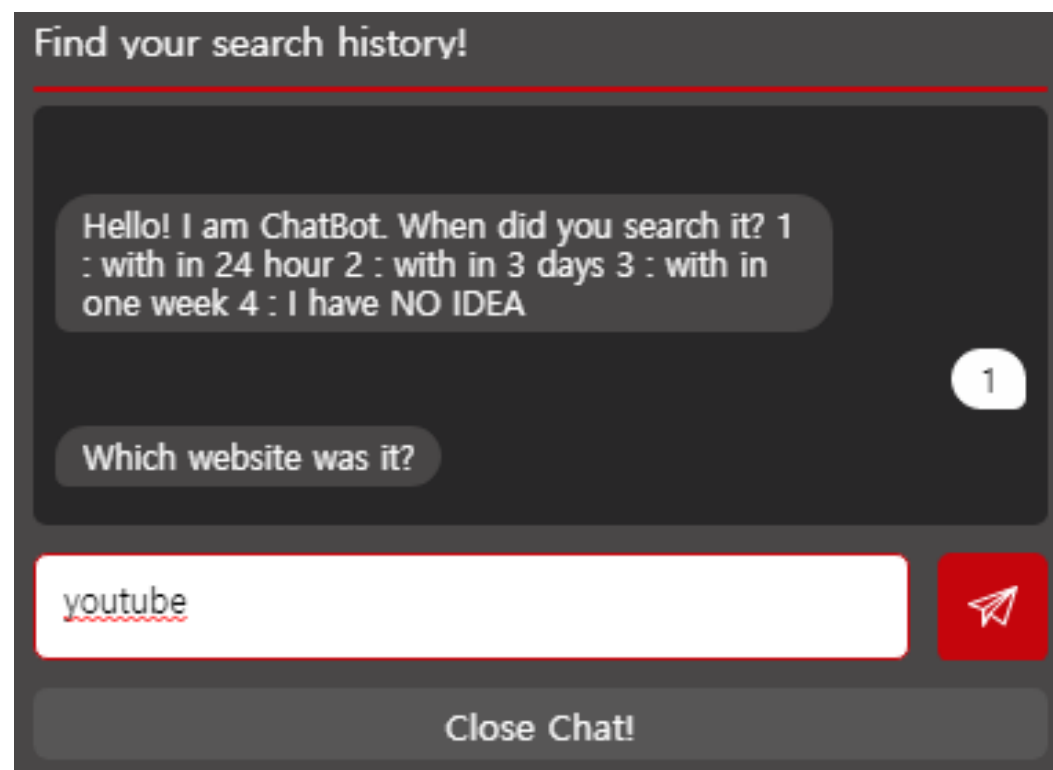 Find your search history!
Hello! I am ChatBot. When did you search it? 1
: with in 24 hour 2 : with in 3 days 3 : with in
one week 4 : I have NO IDEA
1
Which website was it?
youtube
Close Chat!